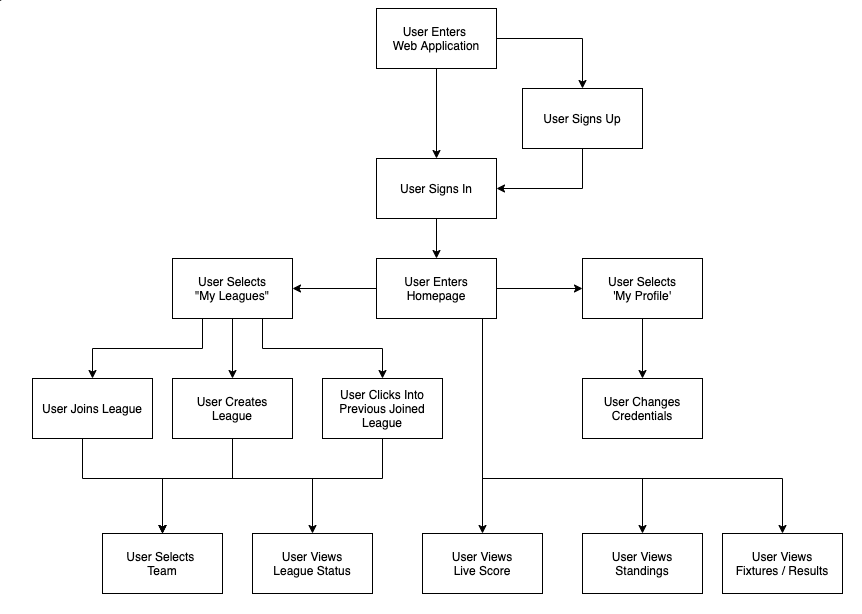 User Enters
Web Application
User Signs Up
User Signs In
User Selects
"My Leagues"
User Enters
Homepage
User Selects
'My Profile'
User Joins League
User Creates
League
User Clicks Into
Previous Joined
League
User Changes
Credentials
User Selects
Team
User Views
League Status
User Views
Live Score
User Views
Standings
User Views
Fixtures / Results